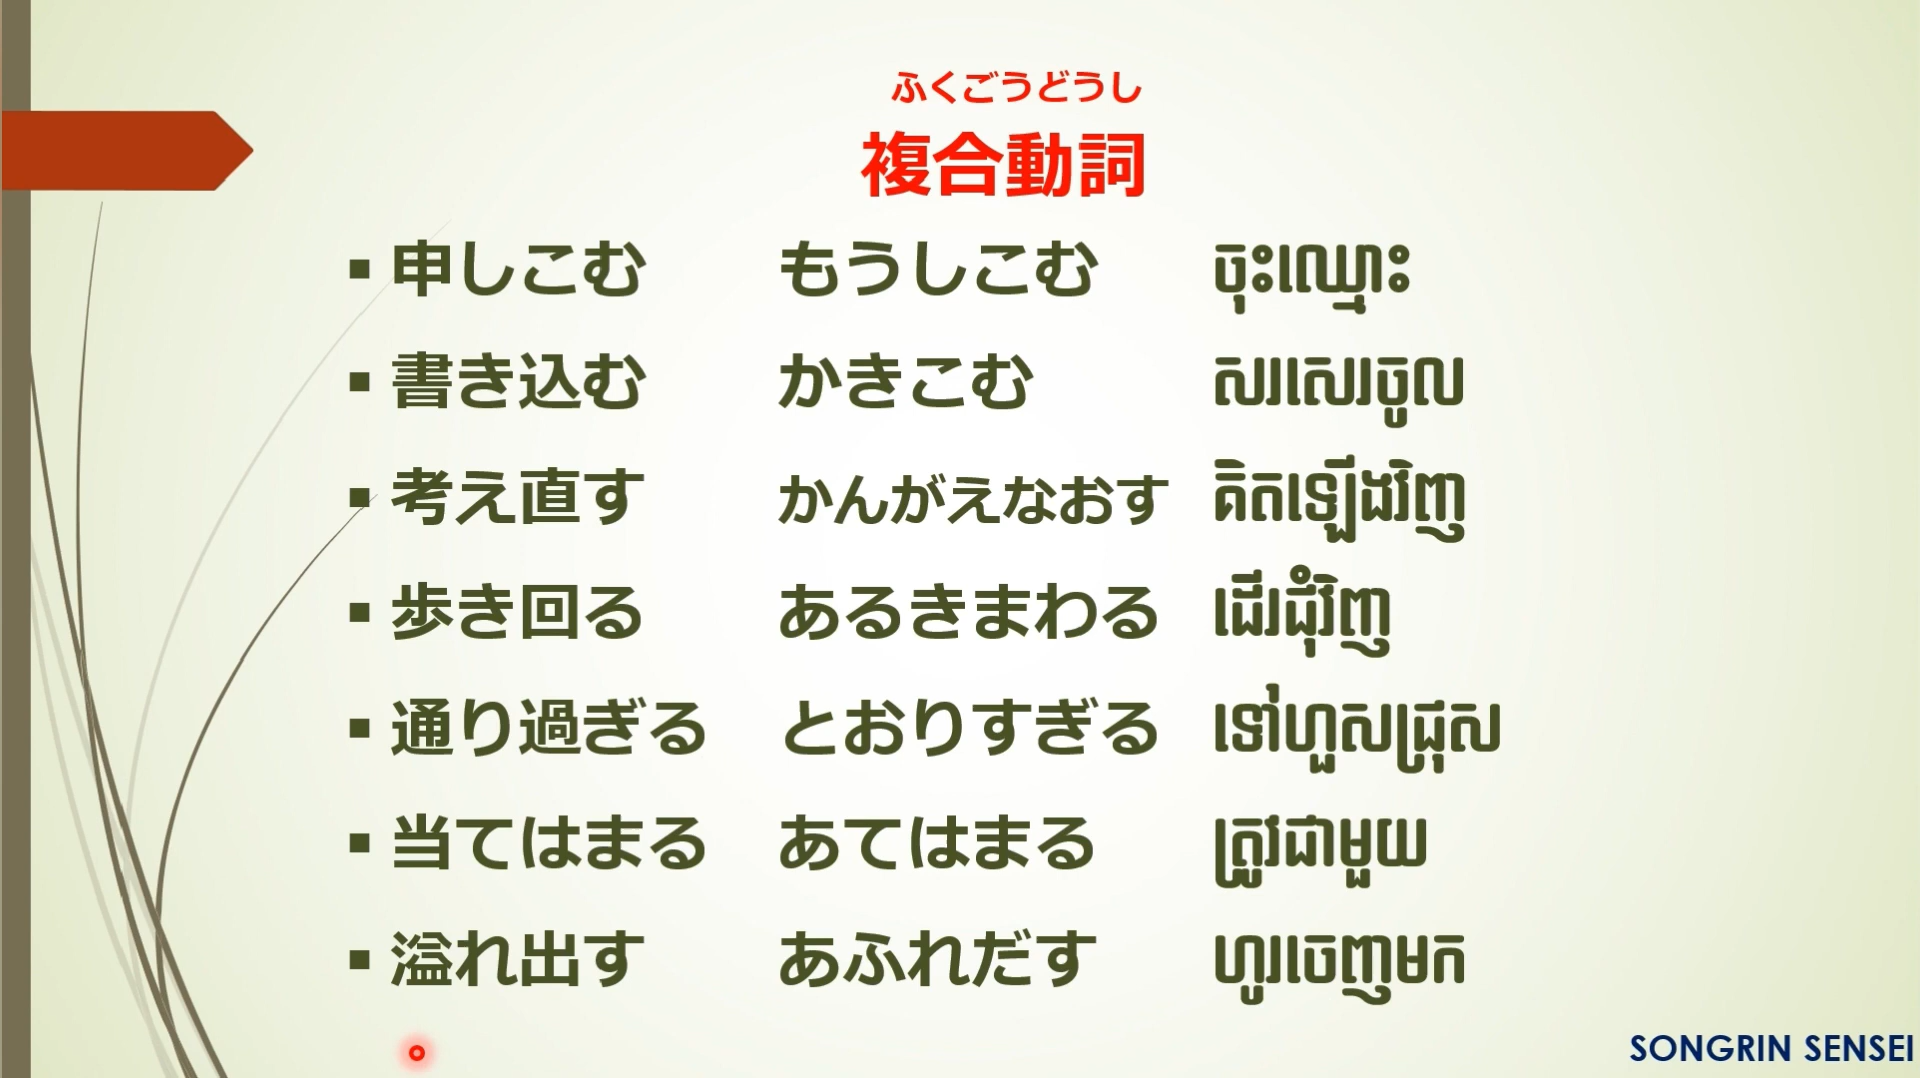 ふくごうどうし
複合動詞
▪ 申しこむ もうしこむ ចុះឈ្មោះ
▪ 書き込む かきこむ សរសេរចូល
▪ 考え直す かんがえなおす គិតឡើងវិញ
▪ 歩き回る あるきまわる ដើរជុំវិញ
▪ 通り過ぎる とおりすぎる ទៅហួសជ្រុស
▪ 当てはまる あてはまる ត្រូវជាមួយ
▪ 溢れ出す あふれだす ហូរចេញមក
SONGRIN SENSEI